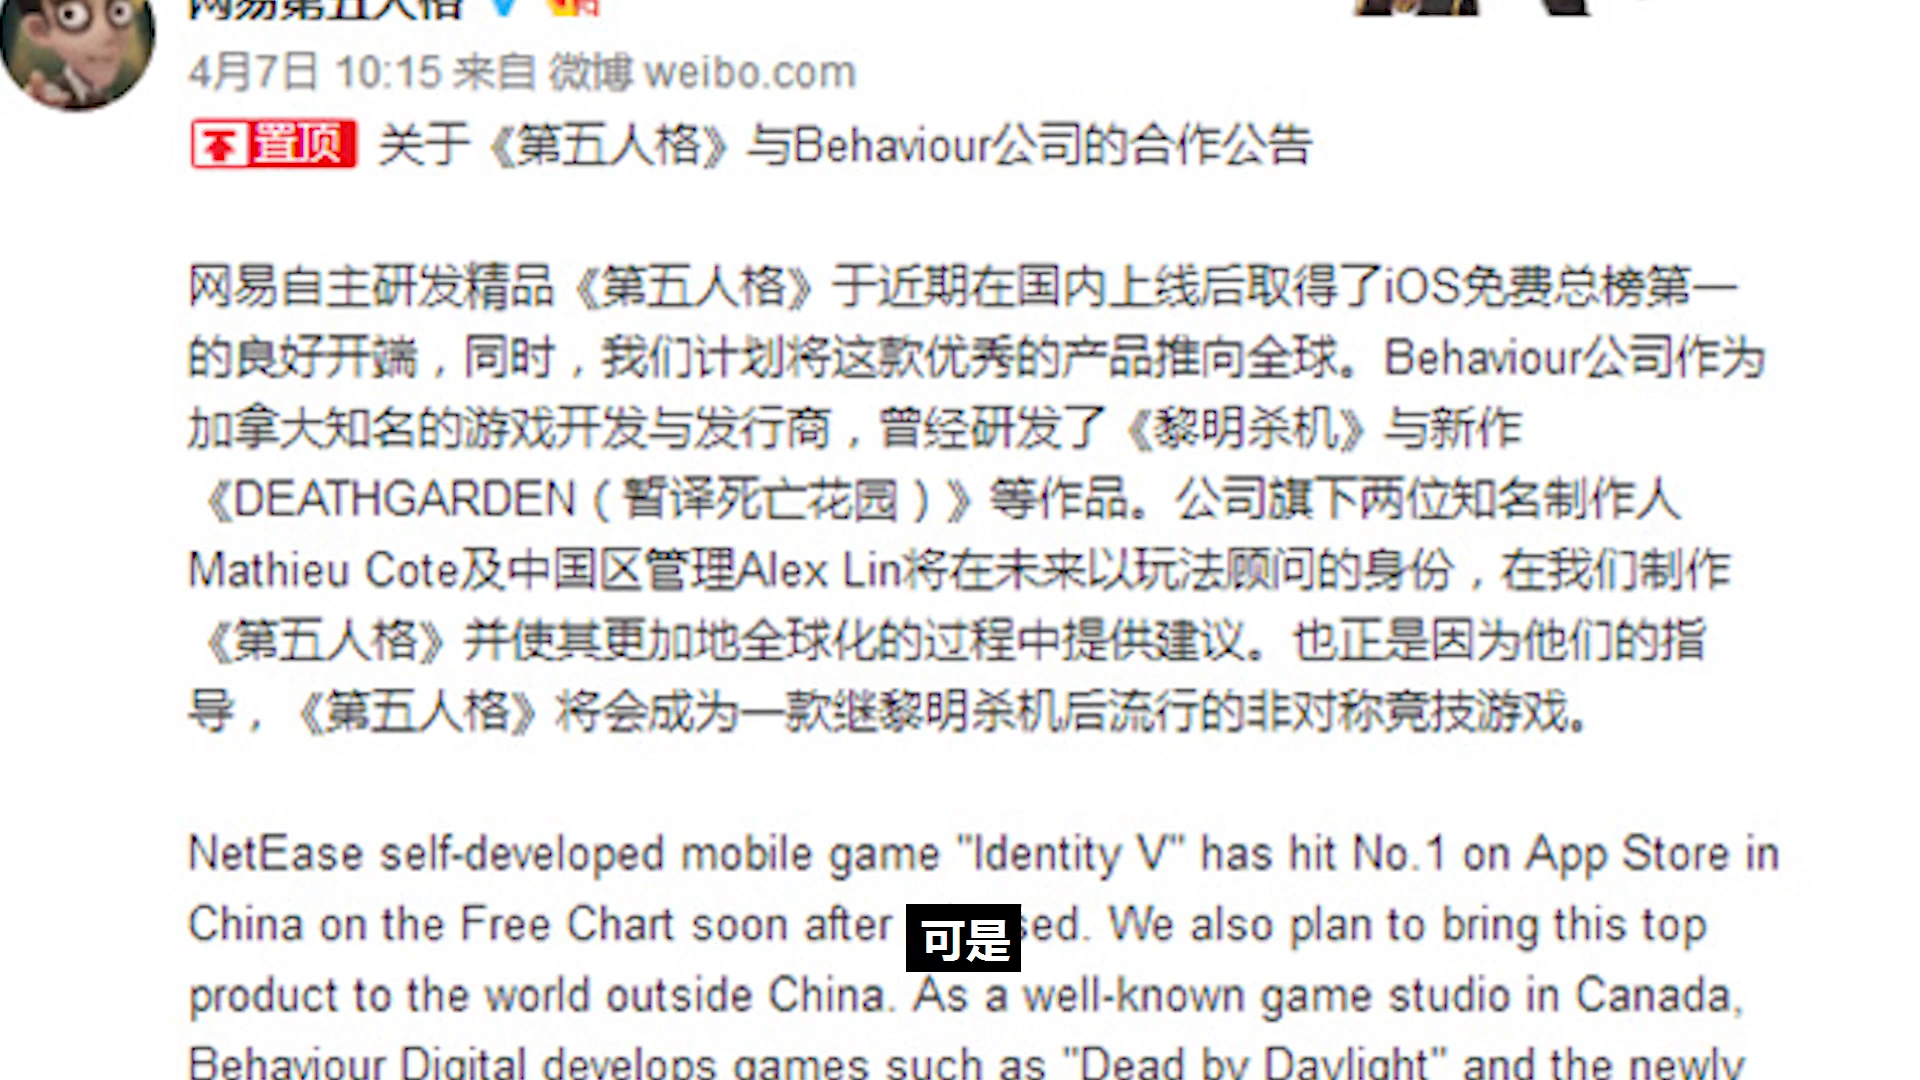 网易第五人格
4月7日 10:15 来自 微博 weibo.com
置顶 关于《第五人格》与Behaviour公司的合作公告
网易自主研发精品《第五人格》于近期在国内上线后取得了iOS免费总榜第一
的良好开端，同时，我们计划将这款优秀的产品推向全球。Behaviour公司作为
加拿大知名的游戏开发与发行商，曾经研发了《黎明杀机》与新作
《DEATHGARDEN（暂译死亡花园）》等作品。公司旗下两位知名制作人
Mathieu Cote及中国区管理Alex Lin将在未来以玩法顾问的身份，在我们制作
《第五人格》并使其更加地全球化的过程中提供建议。也正是因为他们的指
导，《第五人格》将会成为一款继黎明杀机后流行的非对称竞技游戏。
NetEase self-developed mobile game "Identity V" has hit No.1 on App Store in
China on the Free Chart soon after sed. We also plan to bring this top
可是
product to the world outside China. As a well-known game studio in Canada,
Behaviour Digital develops games such as "Dead by Daylight" and the newly